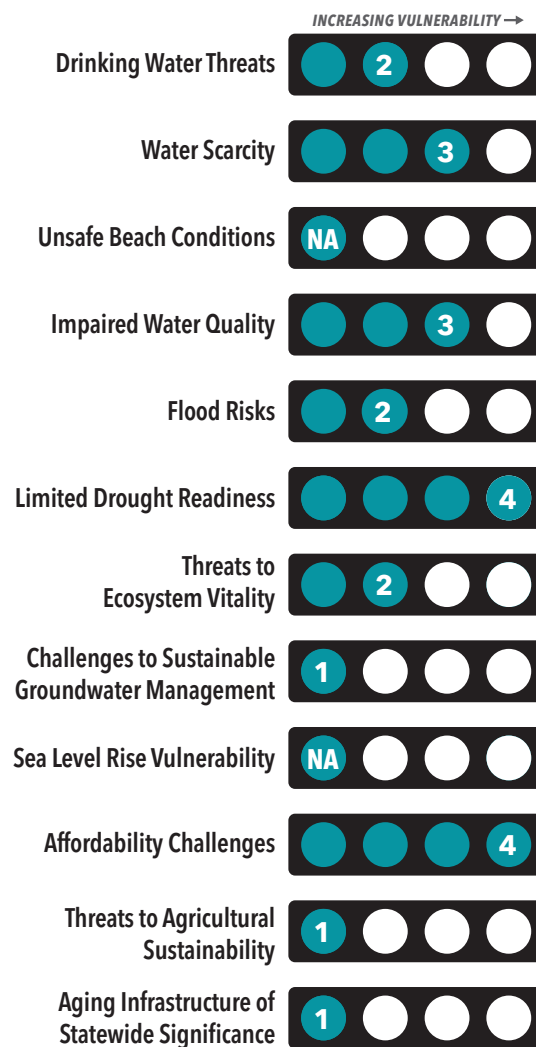 INCREASING VULNERABILITY →
Drinking Water Threats
2
Water Scarcity
3
Unsafe Beach Conditions
NA
Impaired Water Quality
3
Flood Risks
2
Limited Drought Readiness
4
Threats to
Ecosystem Vitality
2
Challenges to Sustainable
Groundwater Management
1
Sea Level Rise Vulnerability
NA
Affordability Challenges
4
Threats to Agricultural
Sustainability
1
Aging Infrastructure of
Statewide Significance
1